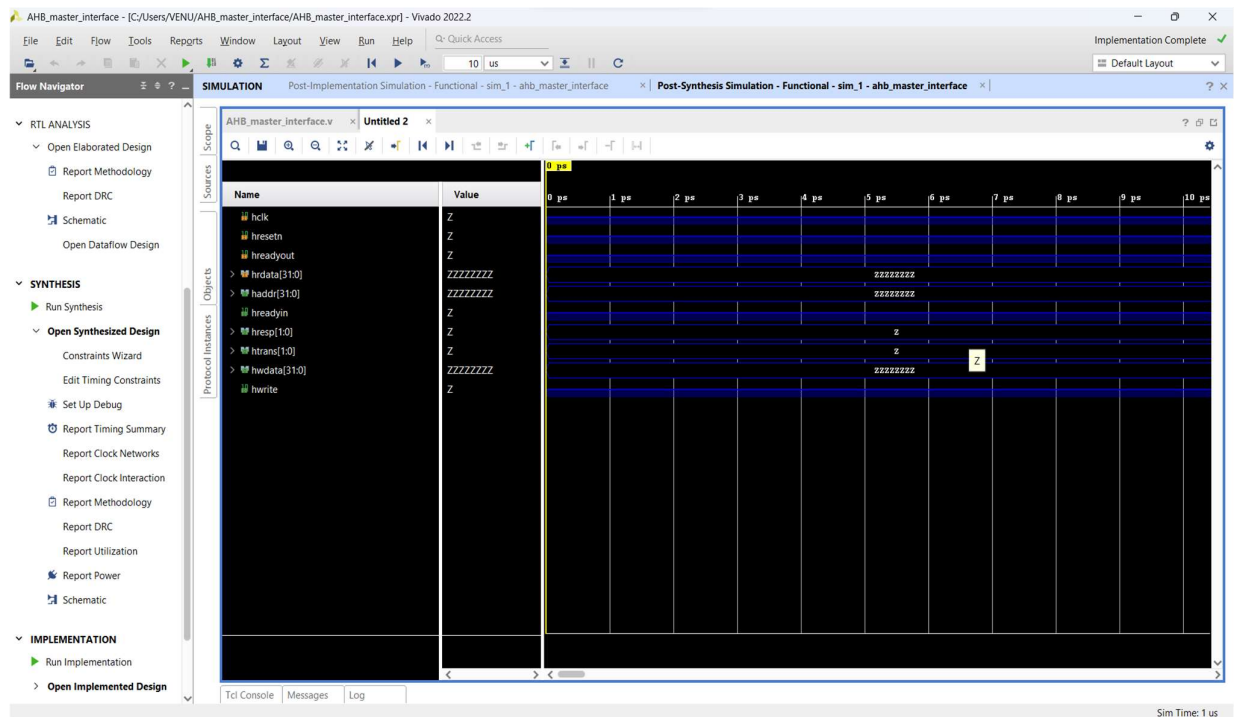 AHB_master_interface - [C:/Users/VENU/AHB_master_interface/AHB_master_interface.xpr] - Vivado 2022.2
File Edit Flow Tools Reports Window Layout View Run Help Q- Quick Access Implementation Complete
10 us Default Layout
Flow Navigator ? SIMULATION Post-Implementation Simulation - Functional - sim_1 - ahb_master_interface × Post-Synthesis Simulation - Functional - sim_1 - ahb_master_interface × ? ×
RTL ANALYSIS
Open Elaborated Design
Report Methodology
Report DRC
Schematic
Open Dataflow Design
SYNTHESIS
Run Synthesis
Open Synthesized Design
Constraints Wizard
Edit Timing Constraints
Set Up Debug
Report Timing Summary
Report Clock Networks
Report Clock Interaction
Report Methodology
Report DRC
Report Utilization
Report Power
Schematic
IMPLEMENTATION
Run Implementation
Open Implemented Design
Scope
Sources
Objects
Protocol Instances
AHB_master_interface.v × Untitled 2 × ?
0 ps
Name Value 0 ps 1 ps 2 ps 3 ps 4 ps 5 ps 6 ps 7 ps 8 ps 9 ps 10 ps
hclk Z
hresetn Z
hreadyout Z
hrdata[31:0] ZZZZZZZZ ZZZZZZZZ
haddr[31:0] ZZZZZZZZ ZZZZZZZZ
hreadyin Z
hresp[1:0] Z Z
htrans[1:0] Z Z
Z
hwdata[31:0] ZZZZZZZZ ZZZZZZZZ
hwrite Z
Tcl Console Messages Log
Sim Time: 1 us